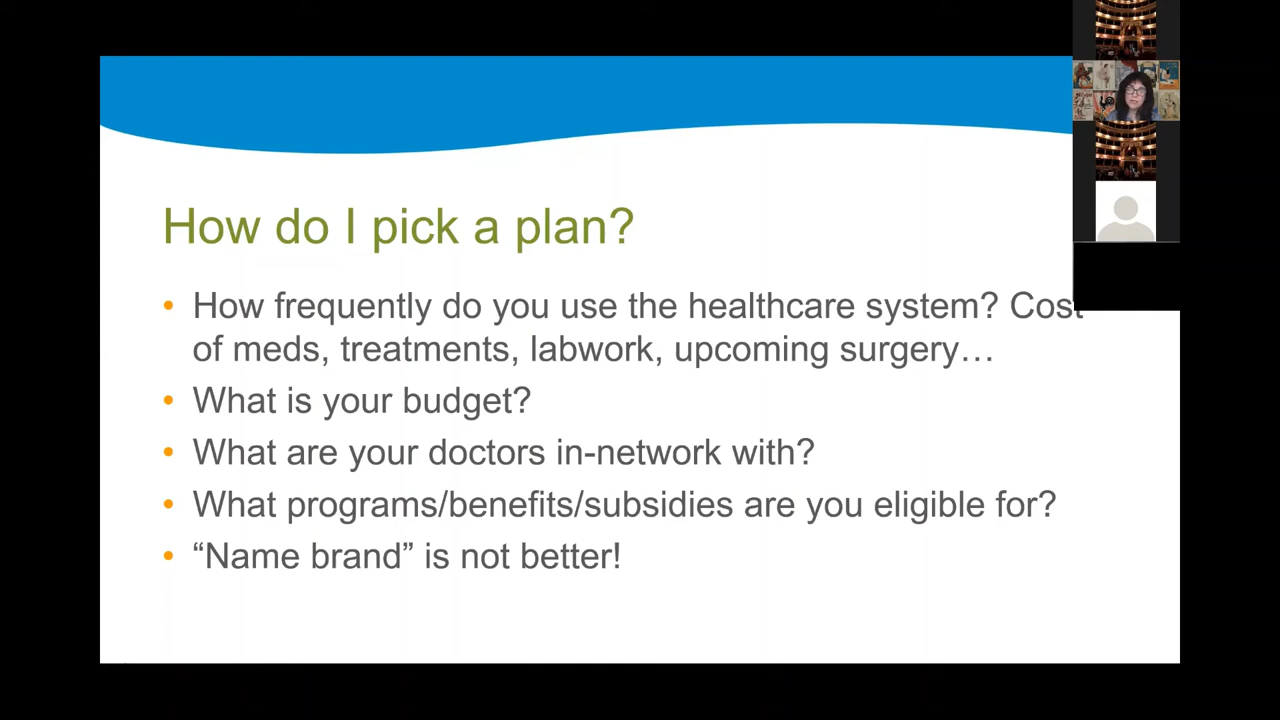 How do I pick a plan?
• How frequently do you use the healthcare system? Cost
of meds, treatments, labwork, upcoming surgery…
• What is your budget?
• What are your doctors in-network with?
• What programs/benefits/subsidies are you eligible for?
• “Name brand” is not better!